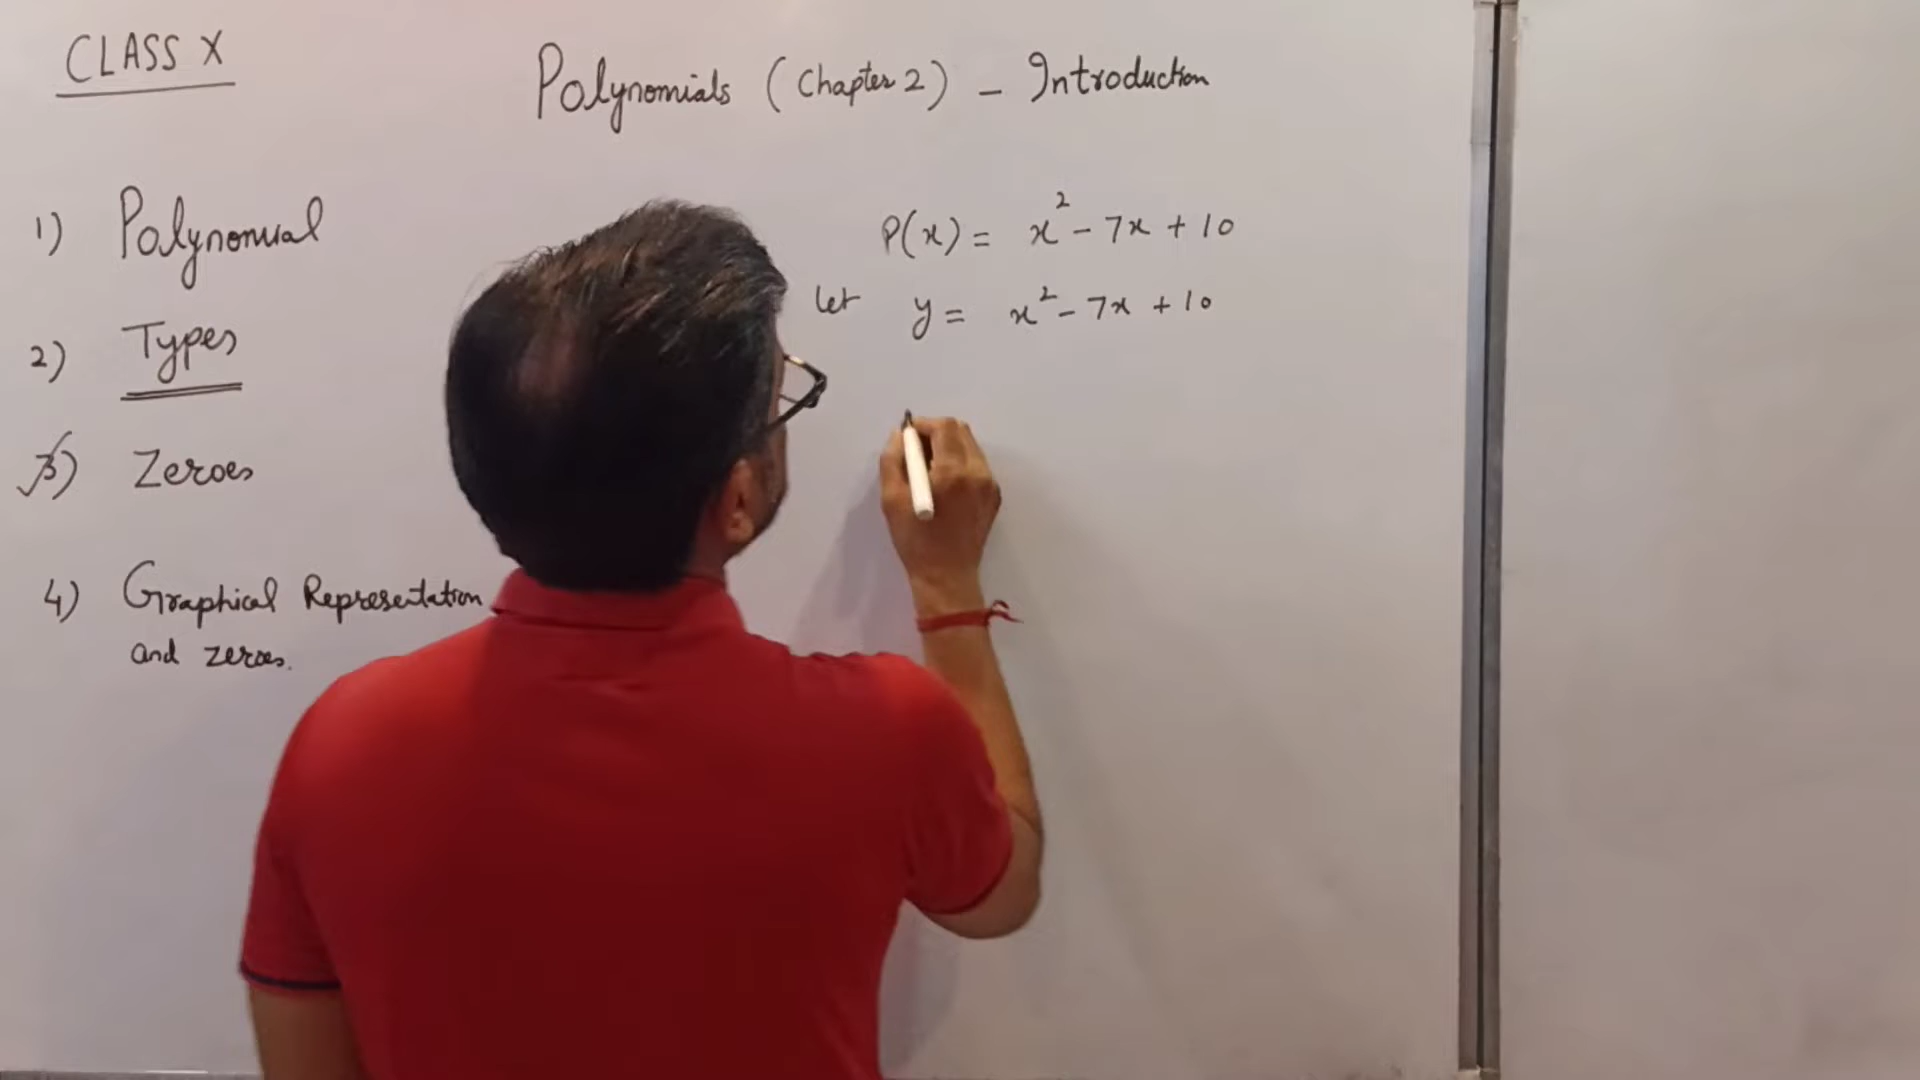 CLASS X
Polynomials (Chapter 2) - Introduction
1) Polynomial
2) Types
3) Zeroes
4) Graphical Representation
and zeroes.
P(x) = x² - 7x + 10
let y = x² - 7x + 10